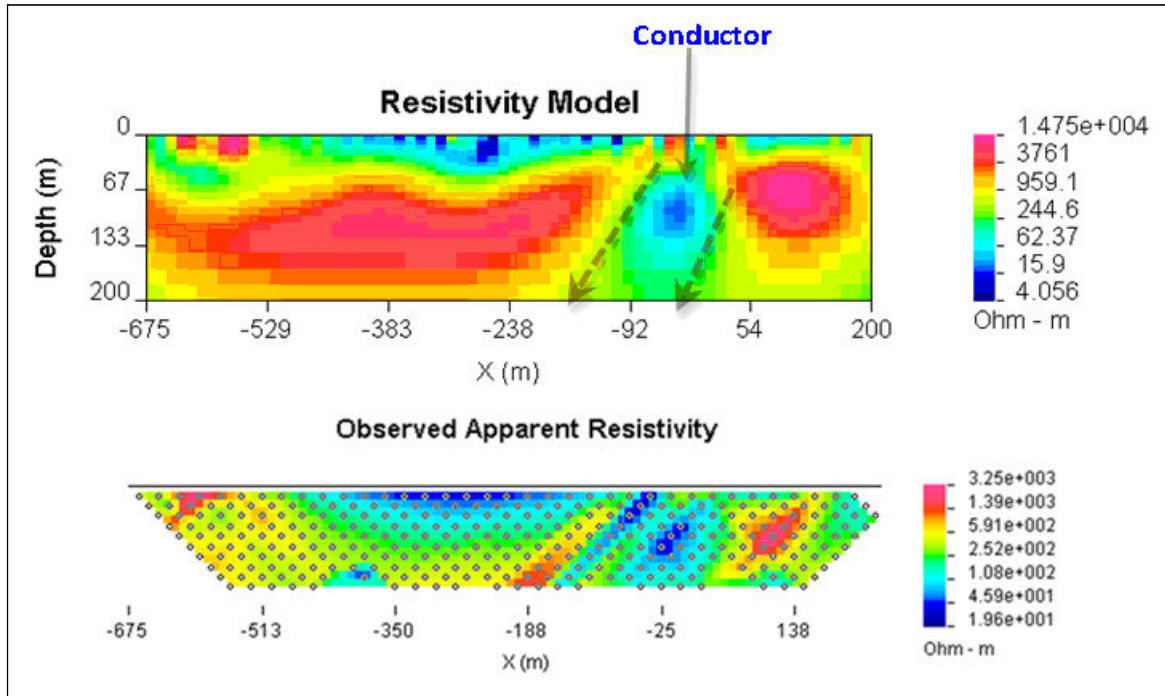 Conductor
Resistivity Model
0
67
133
200
Depth (m)
-675 -529 -383 -238 -92 54 200
X (m)
1.475e+004
3761
959.1
244.6
62.37
15.9
4.056
Ohm - m
Observed Apparent Resistivity
-675 -513 -350 -188 -25 138
X (m)
3.25e+003
1.39e+003
5.91e+002
2.52e+002
1.08e+002
4.59e+001
1.96e+001
Ohm - m